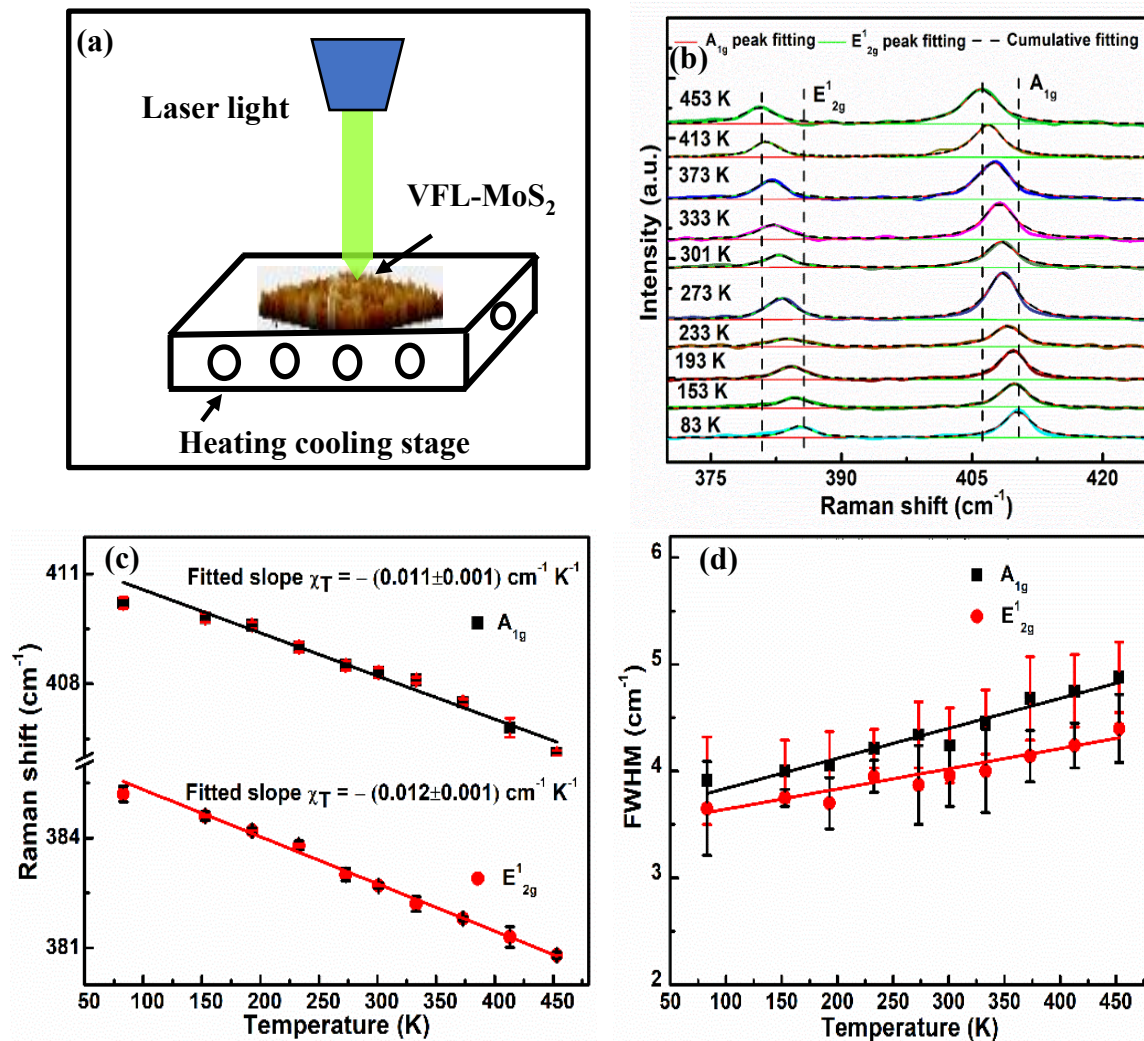 (a)
Laser light
VFL-MoS₂
Heating cooling stage
(b)
A₁g peak fitting E¹₂g peak fitting Cumulative fitting
E¹₂g A₁g
453 K
413 K
373 K
333 K
301 K
273 K
233 K
193 K
153 K
83 K
Intensity (a.u.)
375 390 405 420
Raman shift (cm⁻¹)
(c)
Fitted slope χT = – (0.011±0.001) cm⁻¹ K⁻¹
A₁g
Fitted slope χT = – (0.012±0.001) cm⁻¹ K⁻¹
E¹₂g
411
408
384
381
Raman shift (cm⁻¹)
50 100 150 200 250 300 350 400 450
Temperature (K)
(d)
A₁g
E¹₂g
6
5
4
3
2
FWHM (cm⁻¹)
50 100 150 200 250 300 350 400 450
Temperature (K)